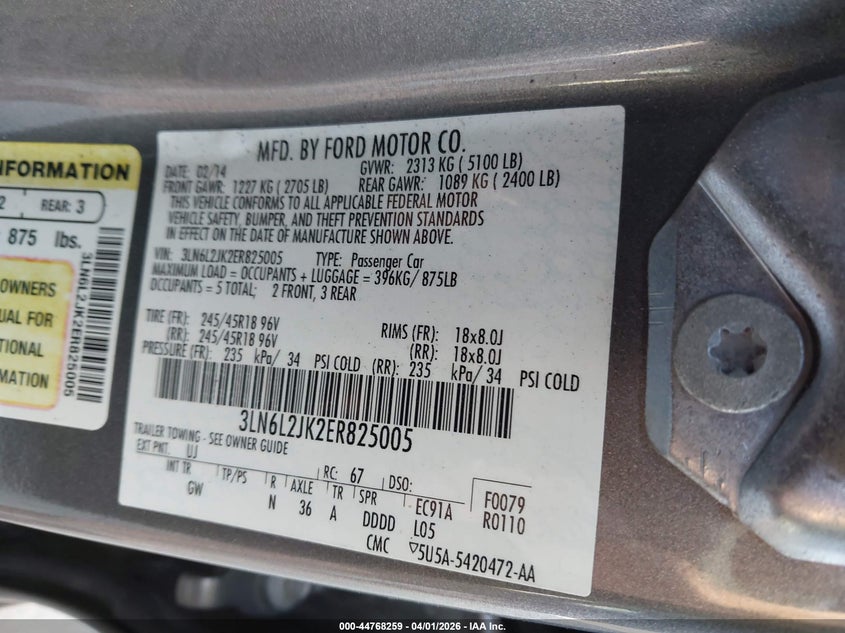 INFORMATION
2 REAR: 3
875 lbs.
OWNERS
UAL FOR
TIONAL
RMATION
3LN6L2JK2ER825005
MFD. BY FORD MOTOR CO.
DATE: 02/14 GVWR: 2313 KG ( 5100 LB)
FRONT GAWR: 1227 KG ( 2705 LB) REAR GAWR: 1089 KG ( 2400 LB)
THIS VEHICLE CONFORMS TO ALL APPLICABLE FEDERAL MOTOR
VEHICLE SAFETY, BUMPER, AND THEFT PREVENTION STANDARDS
IN EFFECT ON THE DATE OF MANUFACTURE SHOWN ABOVE.
VIN: 3LN6L2JK2ER825005 TYPE: Passenger Car
MAXIMUM LOAD = OCCUPANTS + LUGGAGE = 396KG/ 875LB
OCCUPANTS = 5 TOTAL; 2 FRONT, 3 REAR
TIRE (FR): 245/45R18 96V RIMS (FR): 18x8.0J
(RR): 245/45R18 96V (RR): 18x8.0J
PRESSURE (FR): 235 kPa/ 34 PSI COLD (RR): 235 kPa/ 34 PSI COLD
3LN6L2JK2ER825005
TRAILER TOWING - SEE OWNER GUIDE
EXT PNT: UJ RC: 67 DSO:
INT TR TP/PS R AXLE TR SPR EC91A F0079
GW N 36 A DDDD L05 R0110
CMC 5U5A-5420472-AA
000-44768259 - 04/01/2026 - IAAI.com